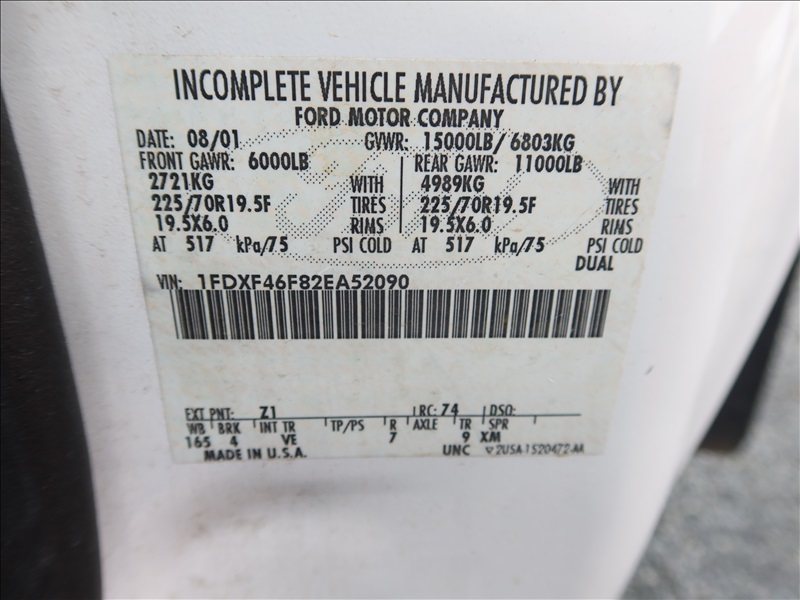 INCOMPLETE VEHICLE MANUFACTURED BY
FORD MOTOR COMPANY
DATE: 08/01 GVWR: 15000LB/ 6803KG
FRONT GAWR: 6000LB REAR GAWR: 11000LB
2721KG WITH 4989KG WITH
225/70R19.5F TIRES 225/70R19.5F TIRES
19.5X6.0 RIMS 19.5X6.0 RIMS
AT 517 kPa/75 PSI COLD AT 517 kPa/75 PSI COLD
DUAL
VIN: 1FDXF46F82EA52090
EXT PNT: Z1 RC: 74 DSO:
WB BRK INT TR TP/PS R AXLE TR SPR
165 4 VE 7 9 XM
MADE IN U.S.A. UNC 2USA1520472-AA